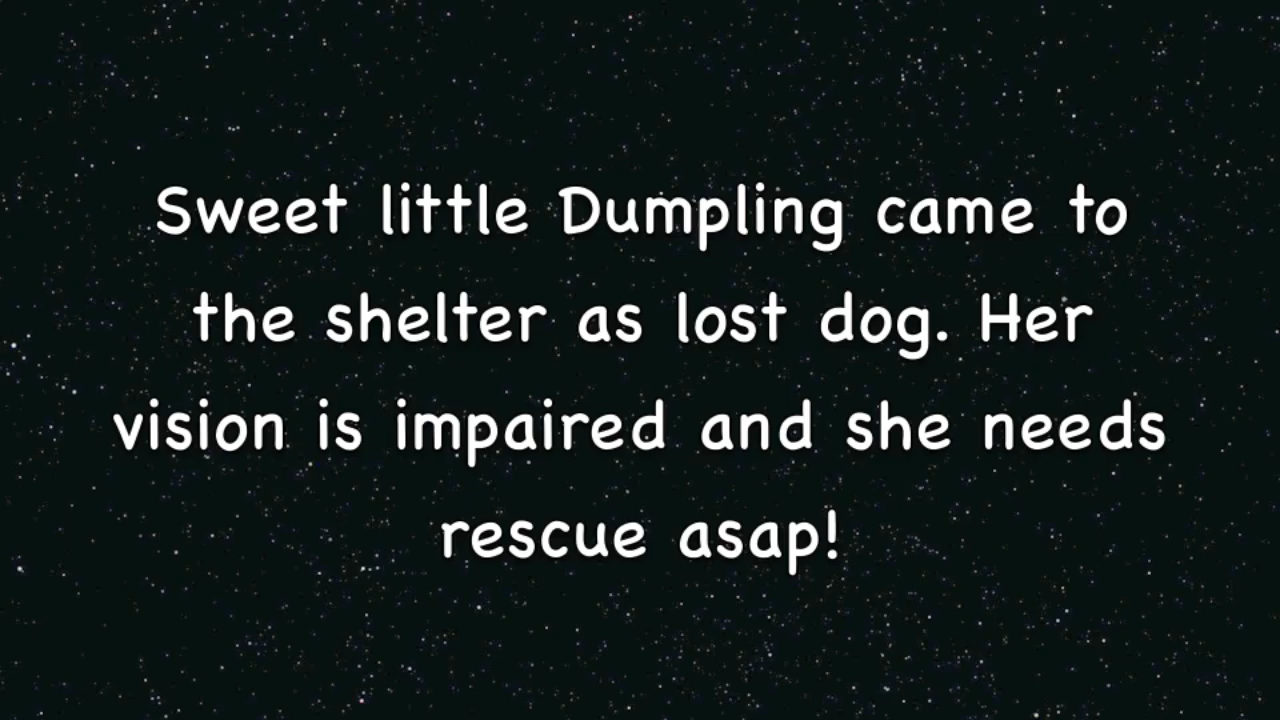 Sweet little Dumpling came to
the shelter as lost dog. Her
vision is impaired and she needs
rescue asap!